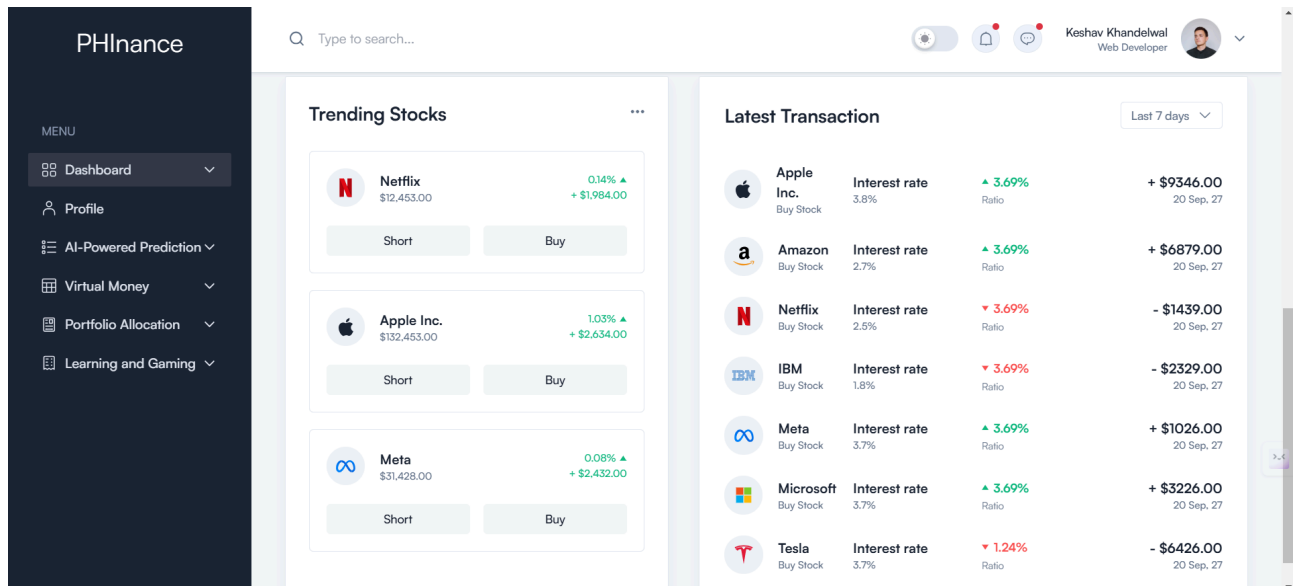 PHInance
MENU
Dashboard
Profile
AI-Powered Prediction
Virtual Money
Portfolio Allocation
Learning and Gaming
Type to search...
Keshav Khandelwal
Web Developer
Trending Stocks
Netflix
$12,453.00
0.14%
+ $1,984.00
Short
Buy
Apple Inc.
$132,453.00
1.03%
+ $2,634.00
Short
Buy
Meta
$31,428.00
0.08%
+ $2,432.00
Short
Buy
Latest Transaction
Last 7 days
Apple
Inc.
Buy Stock
Interest rate
3.8%
3.69%
Ratio
+ $9346.00
20 Sep, 27
Amazon
Buy Stock
Interest rate
2.7%
3.69%
Ratio
+ $6879.00
20 Sep, 27
Netflix
Buy Stock
Interest rate
2.5%
3.69%
Ratio
- $1439.00
20 Sep, 27
IBM
IBM
Buy Stock
Interest rate
1.8%
3.69%
Ratio
- $2329.00
20 Sep, 27
Meta
Buy Stock
Interest rate
3.7%
3.69%
Ratio
+ $1026.00
20 Sep, 27
Microsoft
Buy Stock
Interest rate
3.7%
3.69%
Ratio
+ $3226.00
20 Sep, 27
Tesla
Buy Stock
Interest rate
3.7%
1.24%
Ratio
- $6426.00
20 Sep, 27